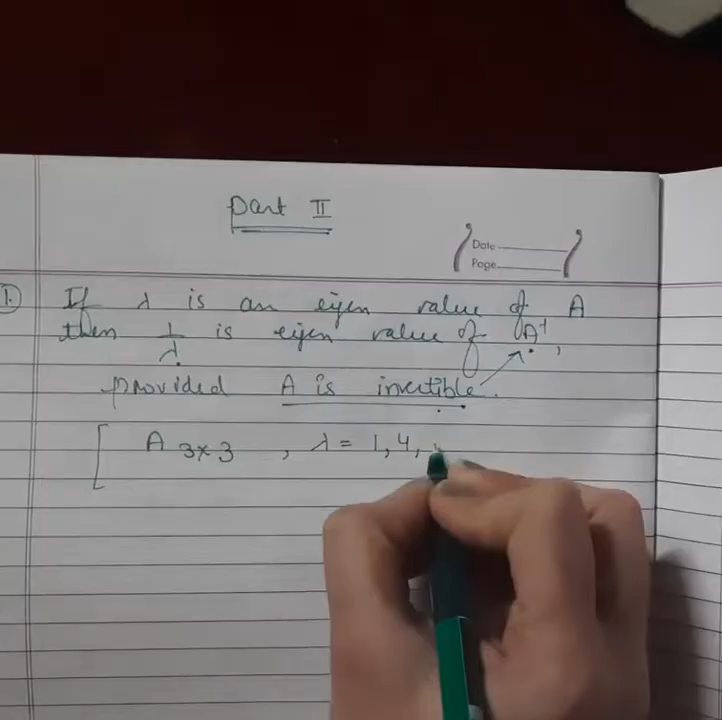 Part II
Date
Page
1. If λ is an eigen value of A
then 1/λ is eigen value of A⁻¹,
provided A is invertible.
[ A 3×3 , λ = 1, 4,